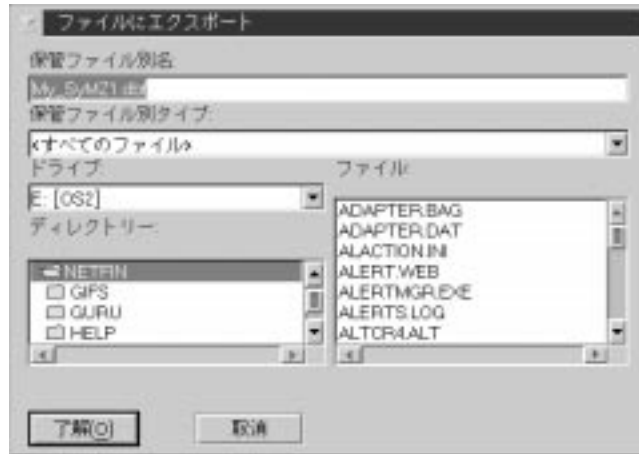 ファイルにエクスポート
保管ファイル別名:
保管ファイル別タイプ:
<すべてのファイル>
ドライブ: ファイル:
E: [OS2]
ディレクトリー:
ADAPTER.BAG
ADAPTER.DAT
ALACTION.INI
ALERT.WEB
ALERTMGR.EXE
ALERTS.LOG
ALTCR4.ALT
NETFIN
GIFS
GURU
HELP
了解(O) 取消